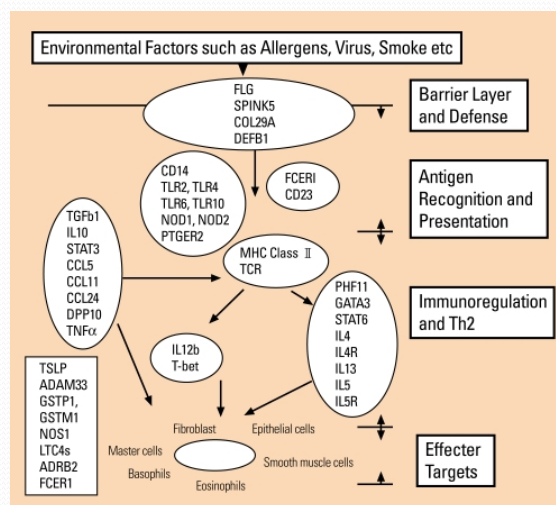 Environmental Factors such as Allergens, Virus, Smoke etc
FLG
SPINK5
COL29A
DEFB1
Barrier Layer
and Defense
CD14
TLR2, TLR4
TLR6, TLR10
NOD1, NOD2
PTGER2
FCERI
CD23
Antigen
Recognition and
Presentation
TGFb1
IL10
STAT3
CCL5
CCL11
CCL24
DPP10
TNFα
MHC Class Ⅱ
TCR
PHF11
GATA3
STAT6
IL4
IL4R
IL13
IL5
IL5R
Immunoregulation
and Th2
IL12b
T-bet
TSLP
ADAM33
GSTP1,
GSTM1
NOS1
LTC4s
ADRB2
FCER1
Fibroblast
Epithelial cells
Master cells
Smooth muscle cells
Basophils
Eosinophils
Effecter
Targets